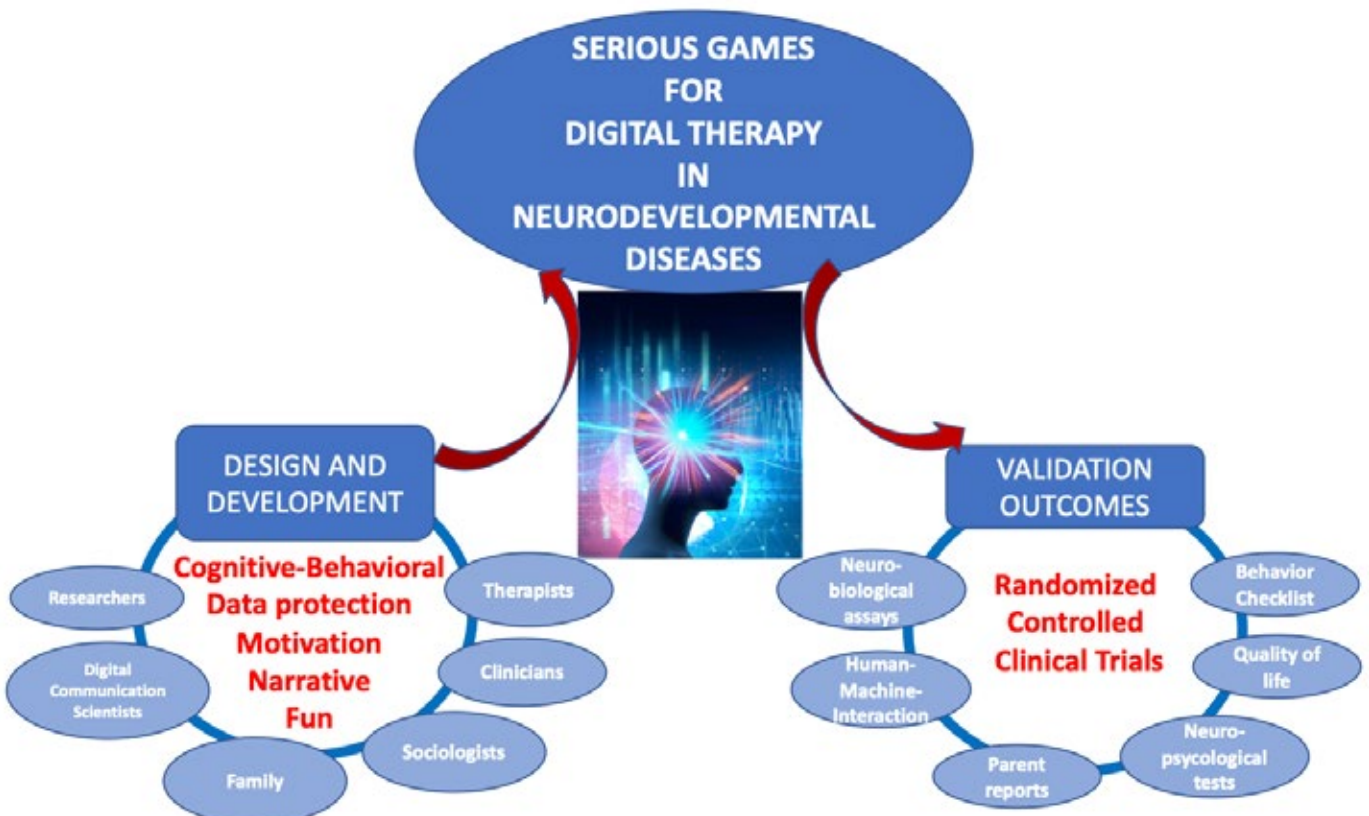 SERIOUS GAMES
FOR
DIGITAL THERAPY
IN
NEURODEVELOPMENTAL
DISEASES
DESIGN AND
DEVELOPMENT
Cognitive-Behavioral
Data protection
Motivation
Narrative
Fun
Researchers
Digital
Communication
Scientists
Family
Sociologists
Clinicians
Therapists
VALIDATION
OUTCOMES
Randomized
Controlled
Clinical Trials
Neuro-
biological
assays
Human-
Machine-
Interaction
Parent
reports
Neuro-
psycological
tests
Quality of
life
Behavior
Checklist